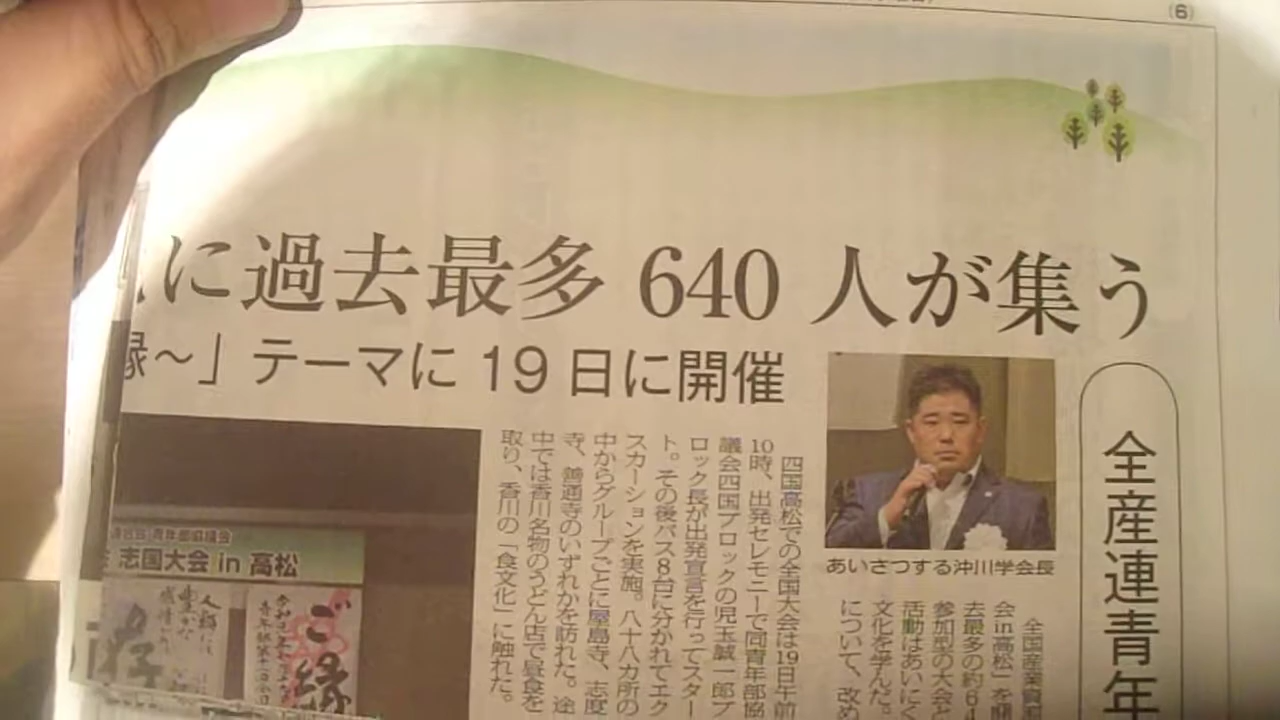 (6)
に過去最多 640 人が集う
縁～」テーマに 19 日に開催
全産連青年
あいさつする沖川学会長
全国産業資
会in高松」を開
去最多の約64
参加型の大会と
活動はあいにく
文化を学んだ。
について、改め
四国高松での全国大会は19日午前
10時、出発セレモニーで同青年部協
議会四国ブロックの児玉誠一郎ブ
ロック長が出発宣言を行ってスター
ト。その後バス8台に分かれてエク
スカーションを実施。八十八カ所の
中からグループごとに屋島寺、志度
寺、善通寺のいずれかを訪れた。途
中では香川名物のうどん店で昼食を
取り、香川の「食文化」に触れた。
連合会 青年部協議会
志国大会 in 高松
ご縁